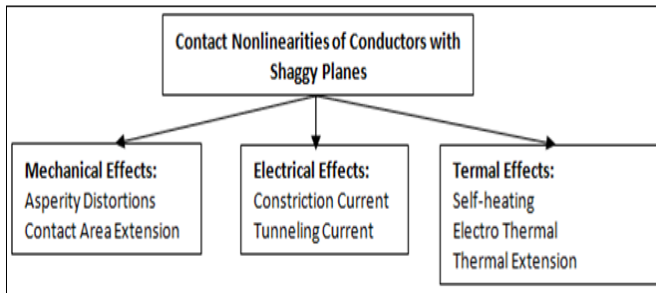 Contact Nonlinearities of Conductors with
Shaggy Planes
Mechanical Effects:
Asperity Distortions
Contact Area Extension
Electrical Effects:
Constriction Current
Tunneling Current
Termal Effects:
Self-heating
Electro Thermal
Thermal Extension